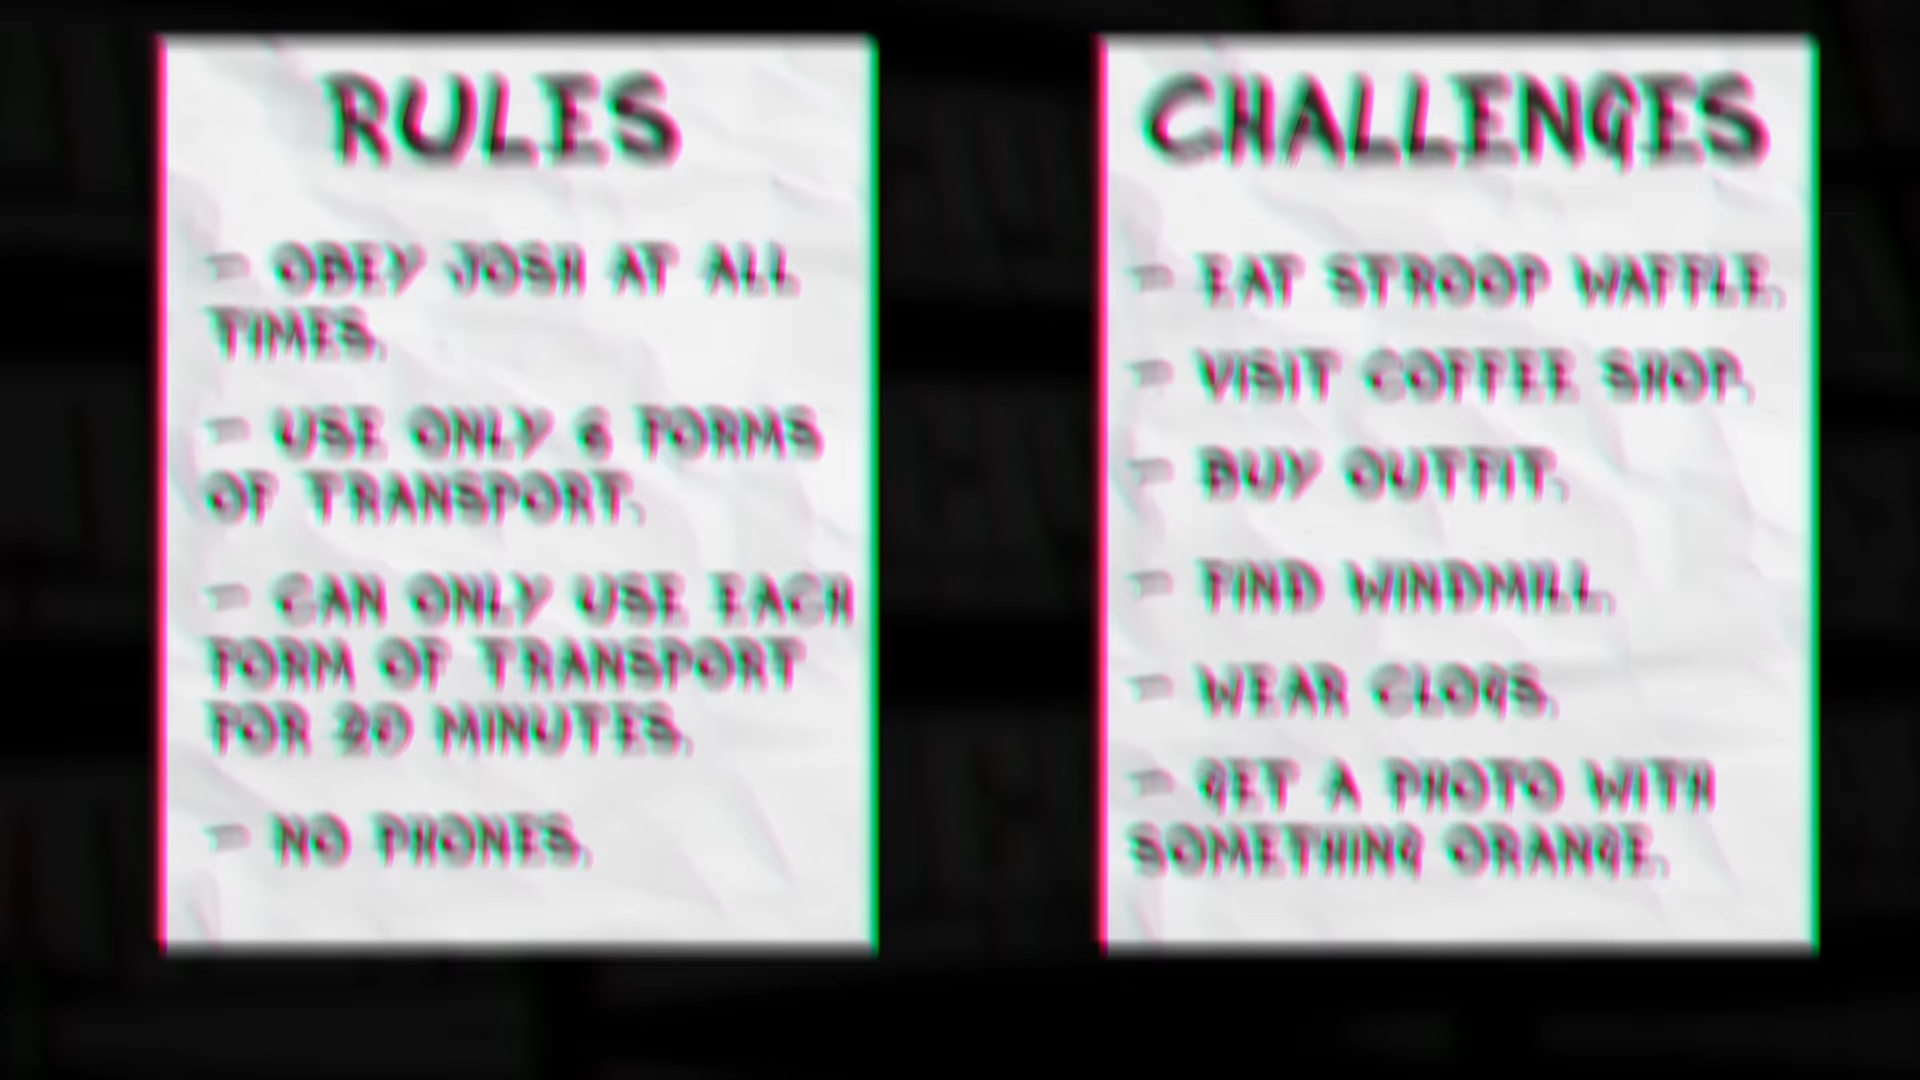 RULES
- OBEY JOSH AT ALL
TIMES.
- USE ONLY 6 FORMS
OF TRANSPORT.
- CAN ONLY USE EACH
FORM OF TRANSPORT
FOR 20 MINUTES.
- NO PHONES.
CHALLENGES
- EAT STROOP WAFFLE.
- VISIT COFFEE SHOP.
- BUY OUTFIT.
- FIND WINDMILL.
- WEAR CLOGS.
- GET A PHOTO WITH
SOMETHING ORANGE.